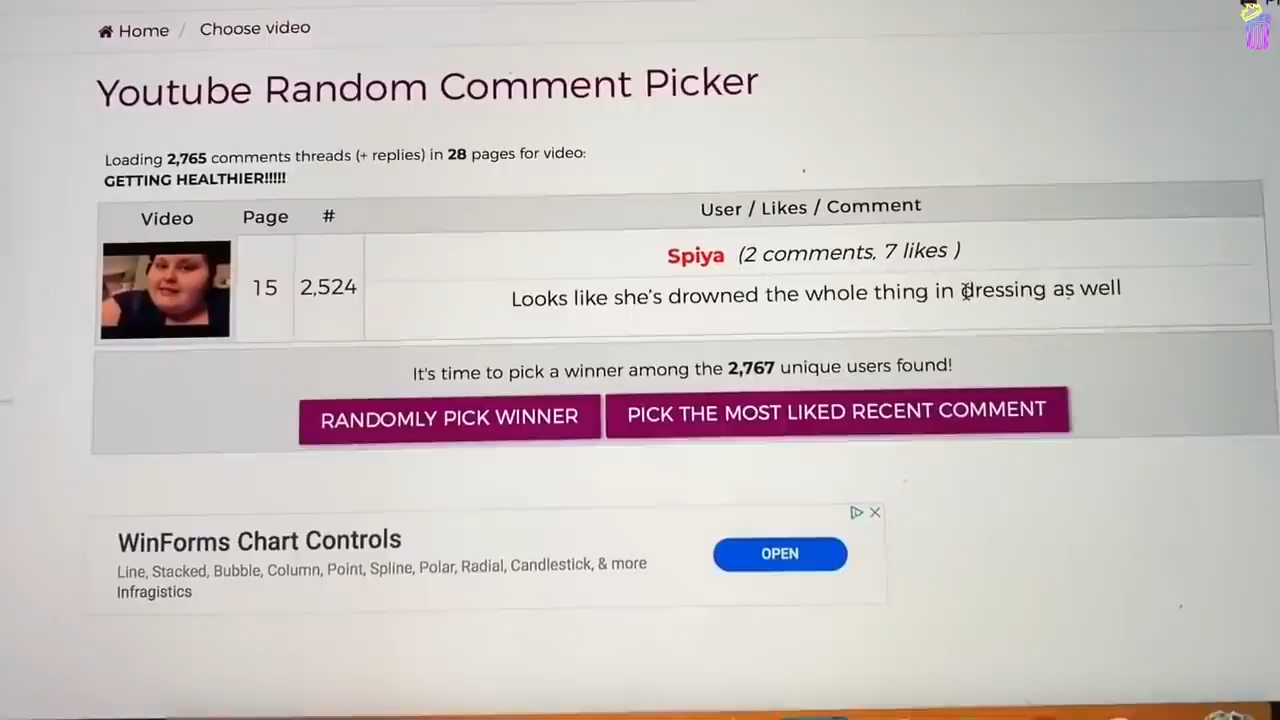 Home / Choose video
Youtube Random Comment Picker
Loading 2,765 comments threads (+ replies) in 28 pages for video:
GETTING HEALTHIER!!!!!
Video Page # User / Likes / Comment
Spiya (2 comments, 7 likes )
15 2,524
Looks like she's drowned the whole thing in dressing as well
It's time to pick a winner among the 2,767 unique users found!
RANDOMLY PICK WINNER PICK THE MOST LIKED RECENT COMMENT
WinForms Chart Controls
Line, Stacked, Bubble, Column, Point, Spline, Polar, Radial, Candlestick, & more
Infragistics
OPEN